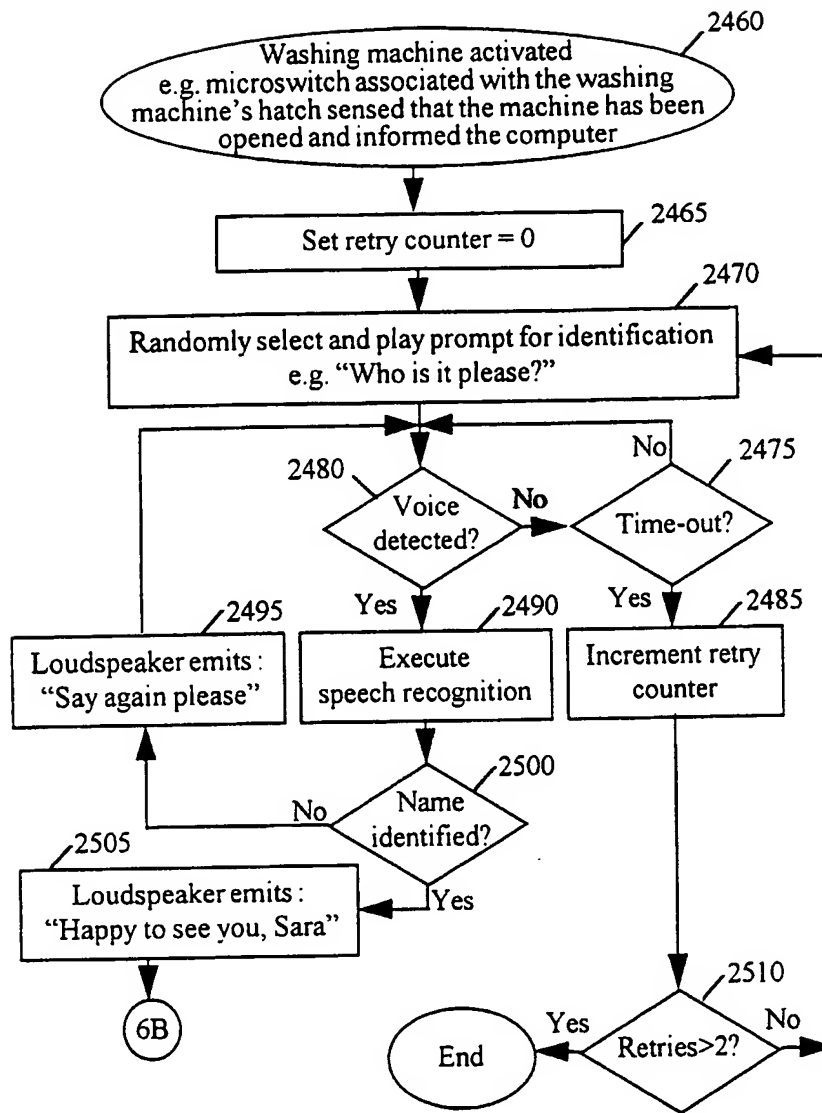 2460
Washing machine activated
e.g. microswitch associated with the washing
machine's hatch sensed that the machine has been
opened and informed the computer
2465
Set retry counter = 0
2470
Randomly select and play prompt for identification
e.g. “Who is it please?”
2480
Voice
detected?
No
No
2475
Time-out?
Yes
Yes
2495
Loudspeaker emits :
“Say again please”
2490
Execute
speech recognition
2485
Increment retry
counter
2500
Name
identified?
No
Yes
2505
Loudspeaker emits :
“Happy to see you, Sara”
6B
2510
Retries>2?
Yes
No
End